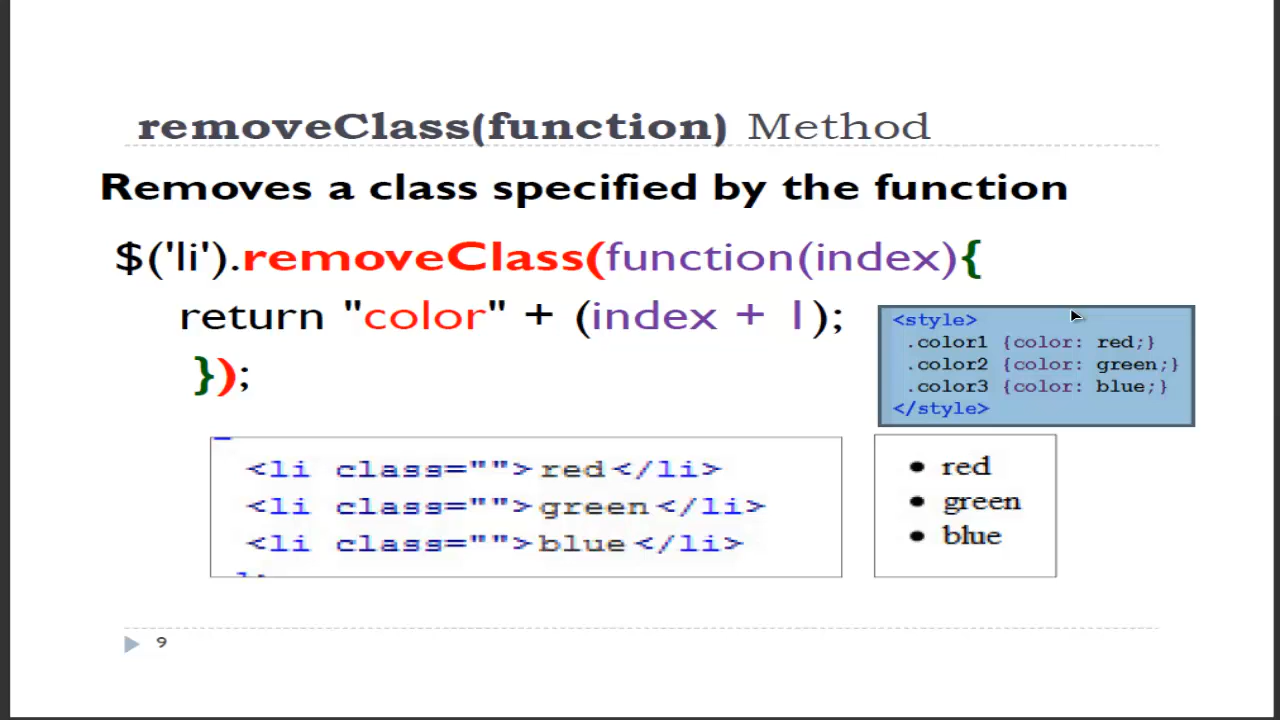 removeClass(function) Method
Removes a class specified by the function
$('li').removeClass(function(index){
return "color" + (index + 1);
});
<style>
.color1 {color: red;}
.color2 {color: green;}
.color3 {color: blue;}
</style>
<li class="">red</li>
<li class="">green</li>
<li class="">blue</li>
• red
• green
• blue
9